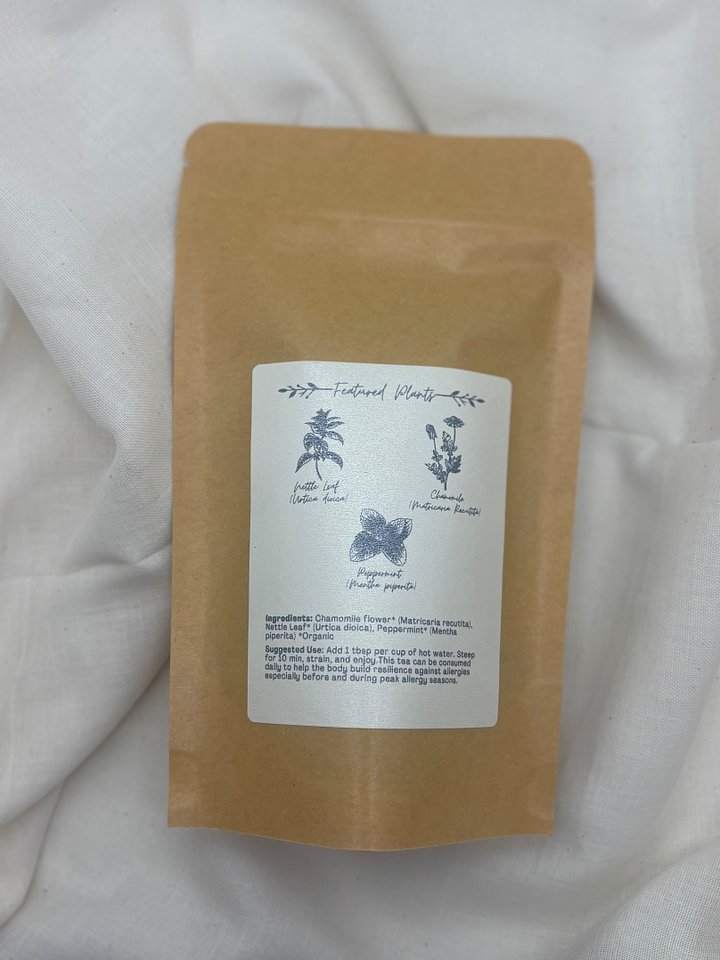 Featured Plants
Nettle Leaf
(Urtica dioica)
Chamomile
(Matricaria Recutita)
Peppermint
(Mentha piperita)
Ingredients: Chamomile flower* (Matricaria recutita),
Nettle Leaf* (Urtica dioica), Peppermint* (Mentha
piperita) *Organic
Suggested Use: Add 1 tbsp per cup of hot water. Steep
for 10 min, strain, and enjoy.This tea can be consumed
daily to help the body build resilience against allergies
especially before and during peak allergy seasons.